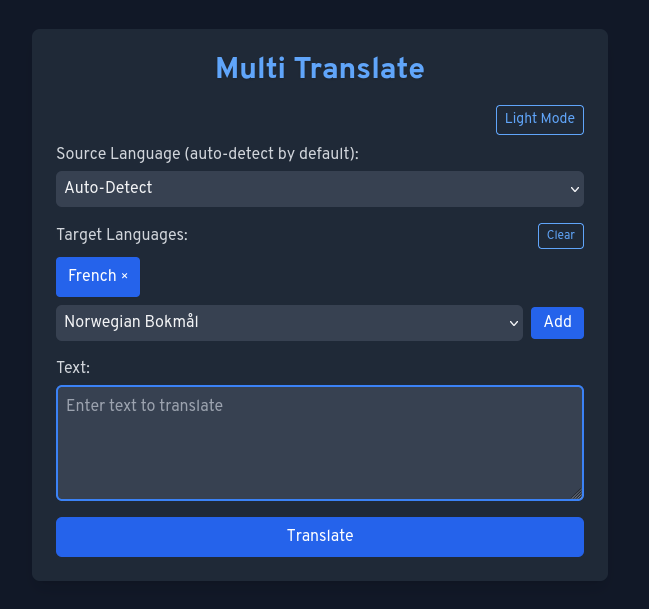 Multi Translate
Light Mode
Source Language (auto-detect by default):
Auto-Detect
Target Languages:
Clear
French ×
Norwegian Bokmål
Add
Text:
Enter text to translate
Translate